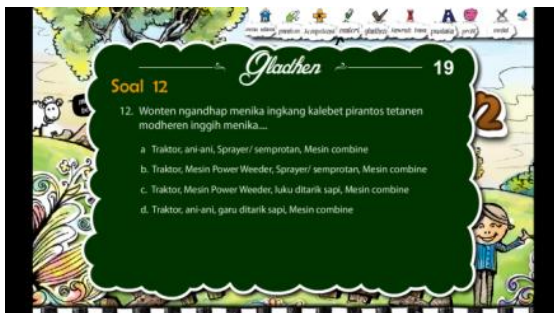 Gladhen
19
Soal 12
12. Wonten ngandhap menika ingkang kalebet pirantos tetanen
modheren inggih menika....
a Traktor, ani-ani, Sprayer/ semprotan, Mesin combine
b. Traktor, Mesin Power Weeder, Sprayer/ semprotan, Mesin combine
c. Traktor, Mesin Power Weeder, luku ditarik sapi, Mesin combine
d. Traktor, ani-ani, garu ditarik sapi, Mesin combine
2